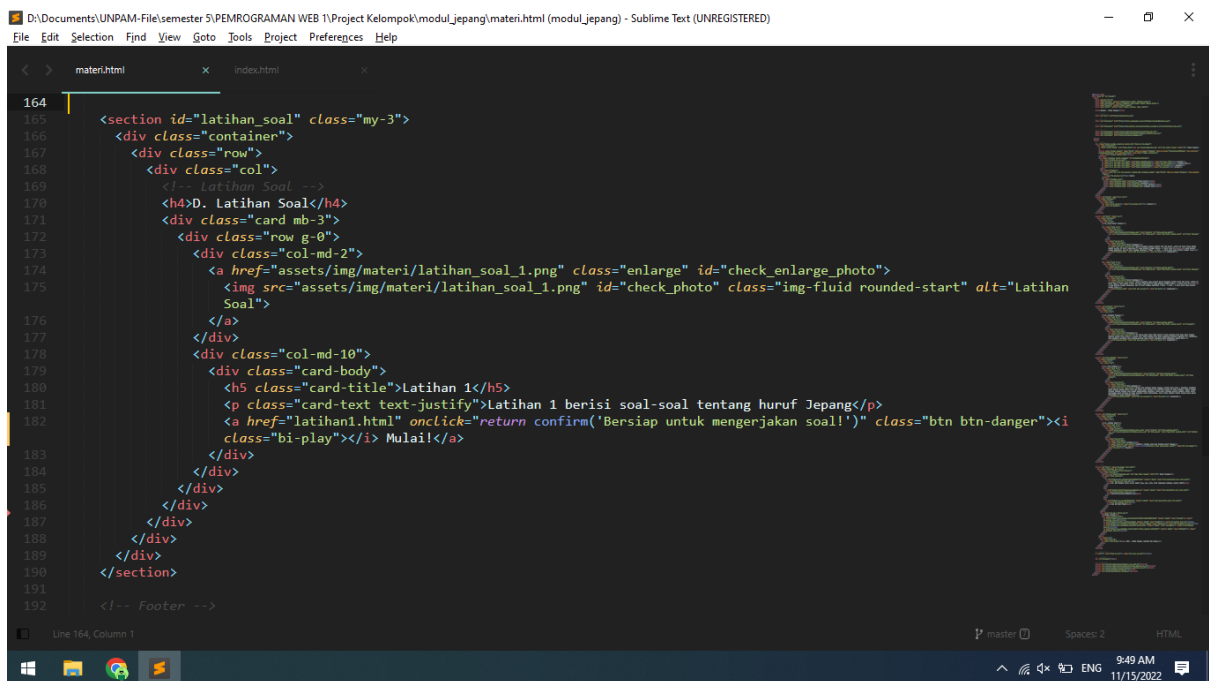 D:\Documents\UNPAM-File\semester 5\PEMROGRAMAN WEB 1\Project Kelompok\modul_jepang\materi.html (modul_jepang) - Sublime Text (UNREGISTERED)
File Edit Selection Find View Goto Tools Project Preferences Help
materi.html index.html
164
165 <section id="latihan_soal" class="my-3">
166 <div class="container">
167 <div class="row">
168 <div class="col">
169 <!-- Latihan Soal -->
170 <h4>D. Latihan Soal</h4>
171 <div class="card mb-3">
172 <div class="row g-0">
173 <div class="col-md-2">
174 <a href="assets/img/materi/latihan_soal_1.png" class="enlarge" id="check_enlarge_photo">
175 <img src="assets/img/materi/latihan_soal_1.png" id="check_photo" class="img-fluid rounded-start" alt="Latihan
Soal">
176 </a>
177 </div>
178 <div class="col-md-10">
179 <div class="card-body">
180 <h5 class="card-title">Latihan 1</h5>
181 <p class="card-text text-justify">Latihan 1 berisi soal-soal tentang huruf Jepang</p>
182 <a href="latihan1.html" onclick="return confirm('Bersiap untuk mengerjakan soal!')" class="btn btn-danger"><i
class="bi-play"></i> Mulai!</a>
183 </div>
184 </div>
185 </div>
186 </div>
187 </div>
188 </div>
189 </div>
190 </section>
191
192 <!-- Footer -->
Line 164, Column 1 master 7 Spaces: 2 HTML
ENG 9:49 AM
11/15/2022